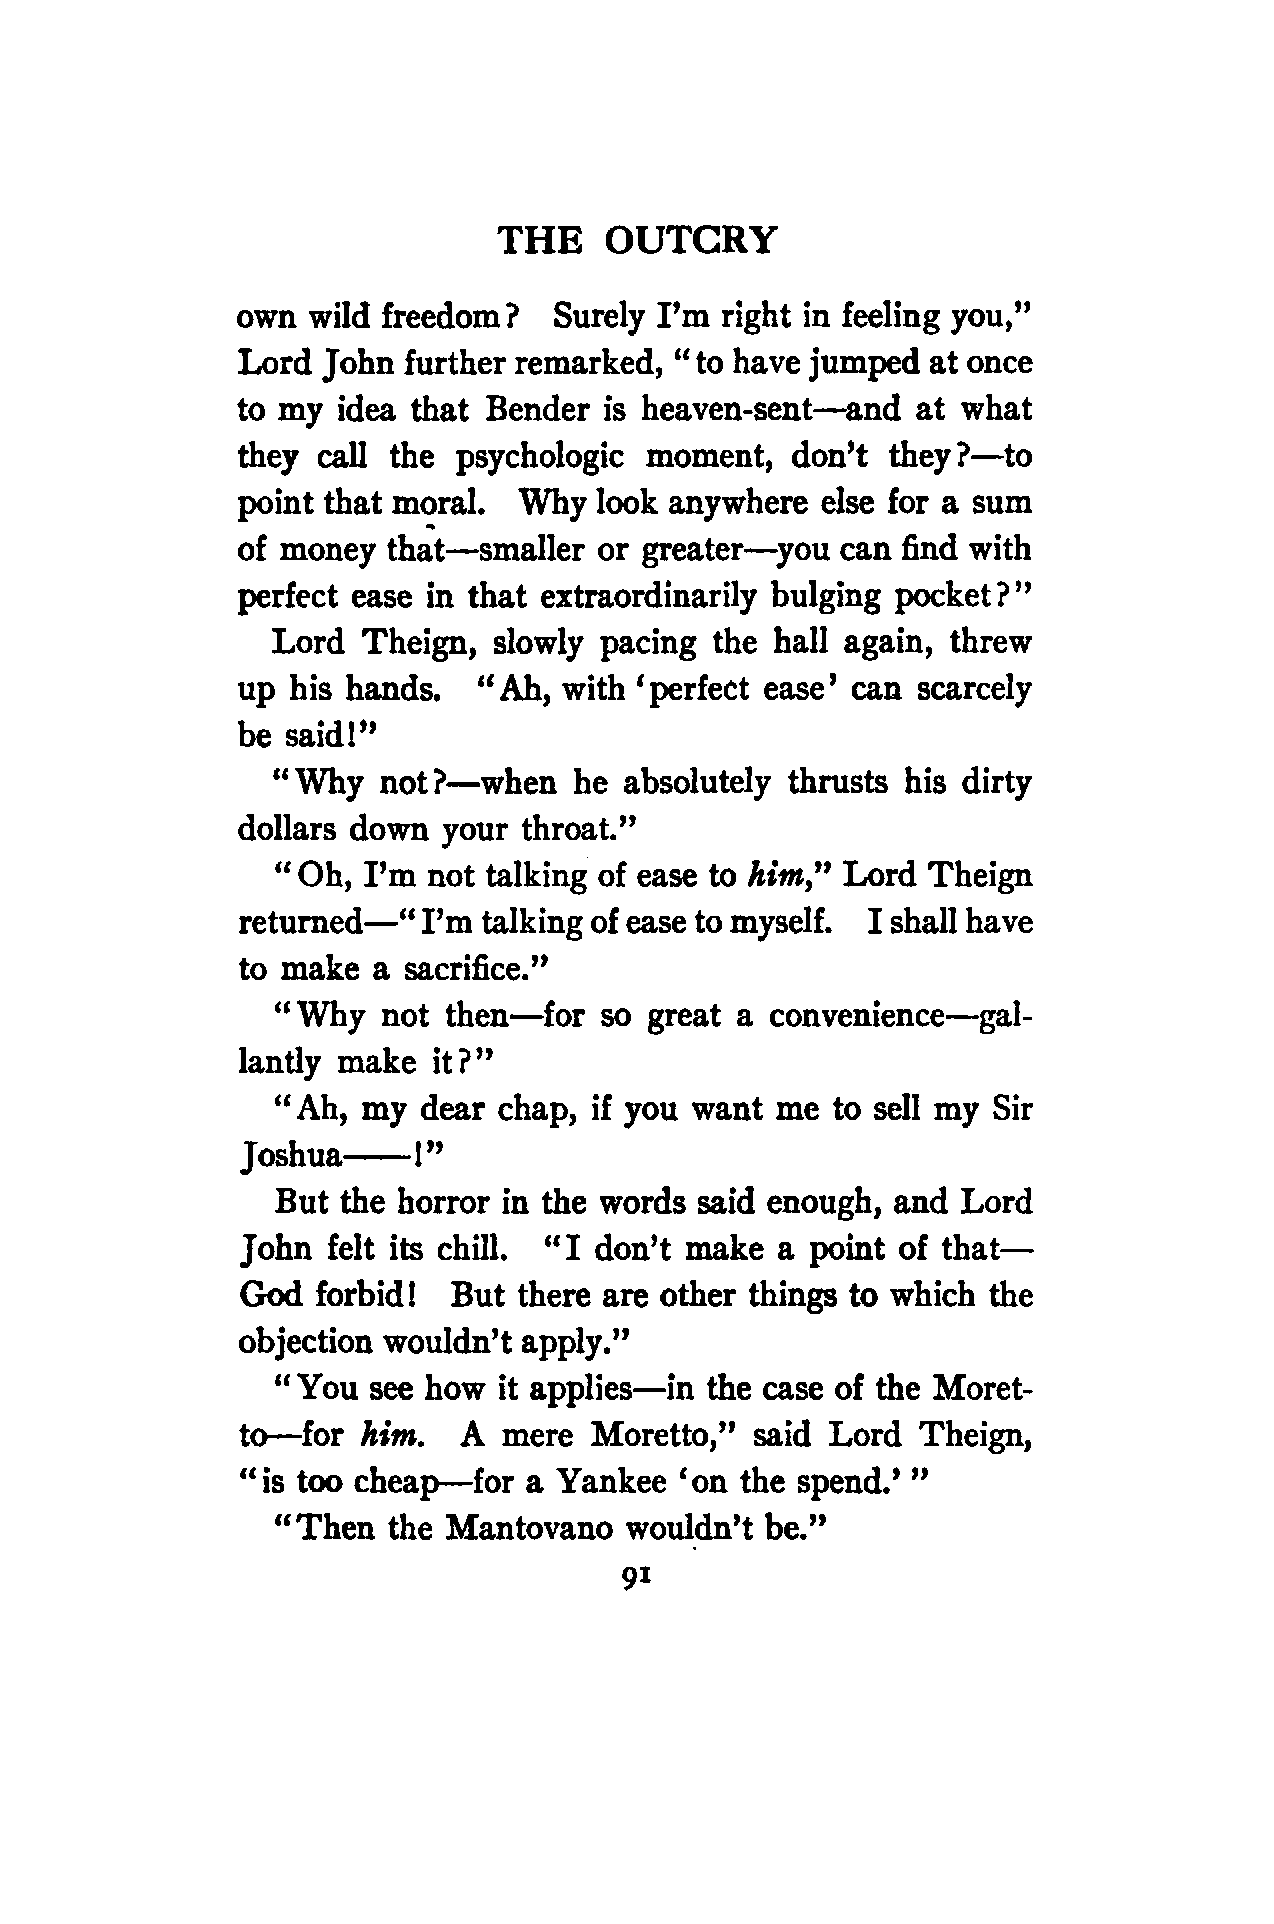 THE OUTCRY
own wild freedom? Surely I'm right in feeling you,"
Lord John further remarked, "to have jumped at once
to my idea that Bender is heaven-sent—and at what
they call the psychologic moment, don't they?—to
point that moral. Why look anywhere else for a sum
of money that—smaller or greater—you can find with
perfect ease in that extraordinarily bulging pocket?"
Lord Theign, slowly pacing the hall again, threw
up his hands. "Ah, with 'perfect ease' can scarcely
be said!"
"Why not?—when he absolutely thrusts his dirty
dollars down your throat."
"Oh, I'm not talking of ease to him," Lord Theign
returned—"I'm talking of ease to myself. I shall have
to make a sacrifice."
"Why not then—for so great a convenience—gal-
lantly make it?"
"Ah, my dear chap, if you want me to sell my Sir
Joshua——!"
But the horror in the words said enough, and Lord
John felt its chill. "I don't make a point of that—
God forbid! But there are other things to which the
objection wouldn't apply."
"You see how it applies—in the case of the Moret-
to—for him. A mere Moretto," said Lord Theign,
"is too cheap—for a Yankee 'on the spend.' "
"Then the Mantovano wouldn't be."
91